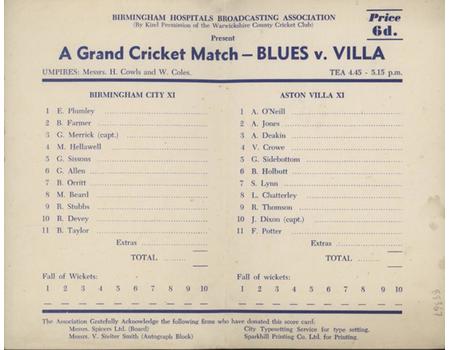 BIRMINGHAM HOSPITALS BROADCASTING ASSOCIATION
(By Kind Permission of the Warwickshire County Cricket Club)
Present
Price
6d.
A Grand Cricket Match — BLUES v. VILLA
UMPIRES: Messrs. H. Cowls and W. Coles.
TEA 4.45 - 5.15 p.m.
BIRMINGHAM CITY XI
1 E. Plumley
2 B. Farmer
3 G. Merrick (capt.)
4 M. Hellawell
5 G. Sissons
6 G. Allen
7 B. Orritt
8 M. Beard
9 R. Stubbs
10 R. Devey
11 B. Taylor
Extras
TOTAL
Fall of Wickets:
1 2 3 4 5 6 7 8 9 10
ASTON VILLA XI
1 A. O'Neill
2 A. Jones
3 A. Deakin
4 V. Crowe
5 G. Sidebottom
6 B. Holbott
7 S. Lynn
8 L. Chatterley
9 R. Thomson
10 J. Dixon (capt.)
11 F. Potter
Extras
TOTAL
Fall of wickets:
1 2 3 4 5 6 7 8 9 10
The Association Gratefully Acknowledge the following firms who have donated this score card:
Messrs. Spicers Ltd. (Board)
City Typesetting Service for type setting.
Messrs. V. Stelter Smith (Autograph Block)
Sparkhill Printing Co. Ltd. for Printing.